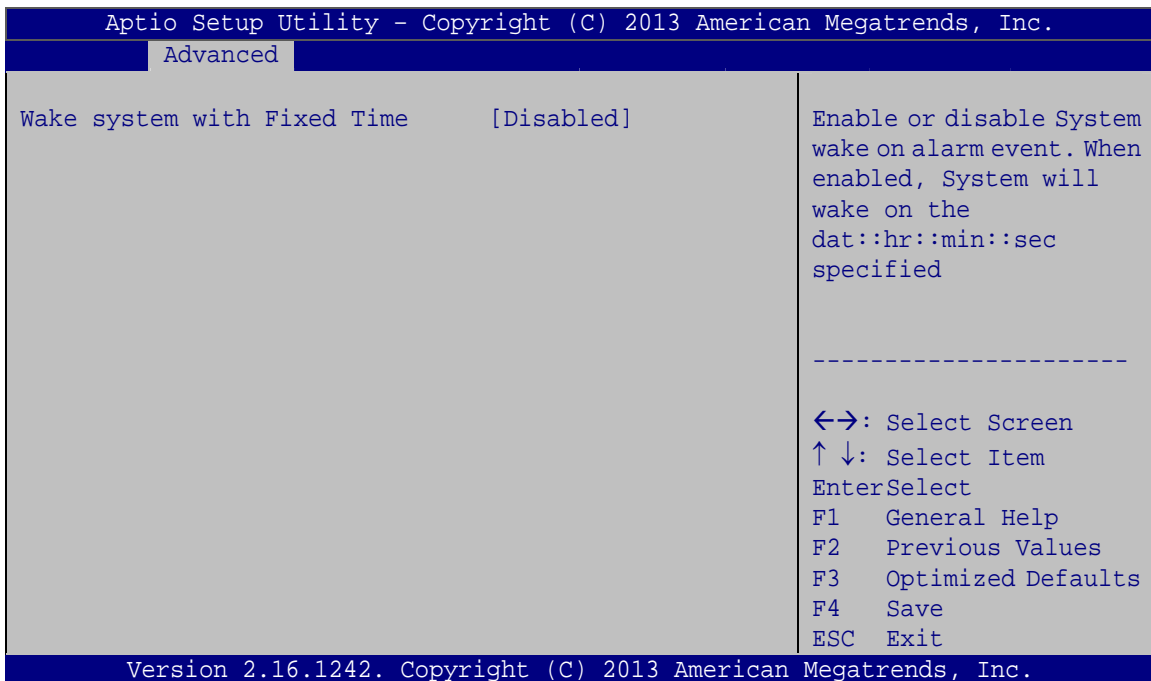 Aptio Setup Utility – Copyright (C) 2013 American Megatrends, Inc.
Advanced
Wake system with Fixed Time [Disabled]
Enable or disable System
wake on alarm event. When
enabled, System will
wake on the
dat::hr::min::sec
specified
----------------------
←→: Select Screen
↑ ↓: Select Item
EnterSelect
F1 General Help
F2 Previous Values
F3 Optimized Defaults
F4 Save
ESC Exit
Version 2.16.1242. Copyright (C) 2013 American Megatrends, Inc.